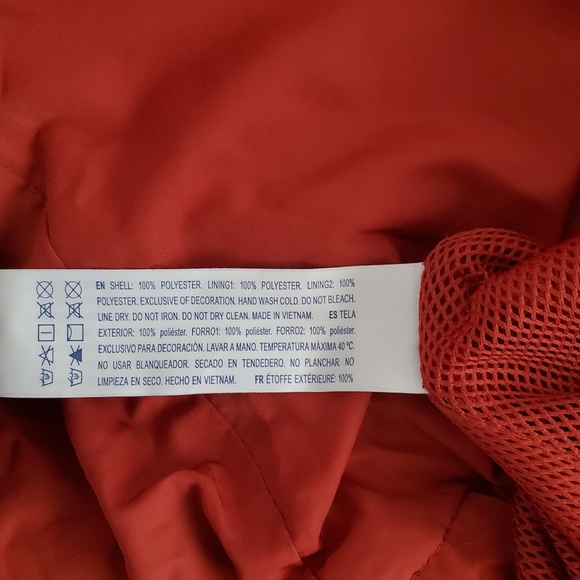 EN SHELL: 100% POLYESTER. LINING1: 100% POLYESTER. LINING2: 100%
POLYESTER. EXCLUSIVE OF DECORATION. HAND WASH COLD. DO NOT BLEACH.
LINE DRY. DO NOT IRON. DO NOT DRY CLEAN. MADE IN VIETNAM. ES TELA
EXTERIOR: 100% poliéster. FORRO1: 100% poliéster. FORRO2: 100% poliéster.
EXCLUSIVO PARA DECORACIÓN. LAVAR A MANO. TEMPERATURA MÁXIMA 40 ºC.
NO USAR BLANQUEADOR. SECADO EN TENDEDERO. NO PLANCHAR. NO
LIMPIEZA EN SECO. HECHO EN VIETNAM. FR ÉTOFFE EXTÉRIEURE: 100%